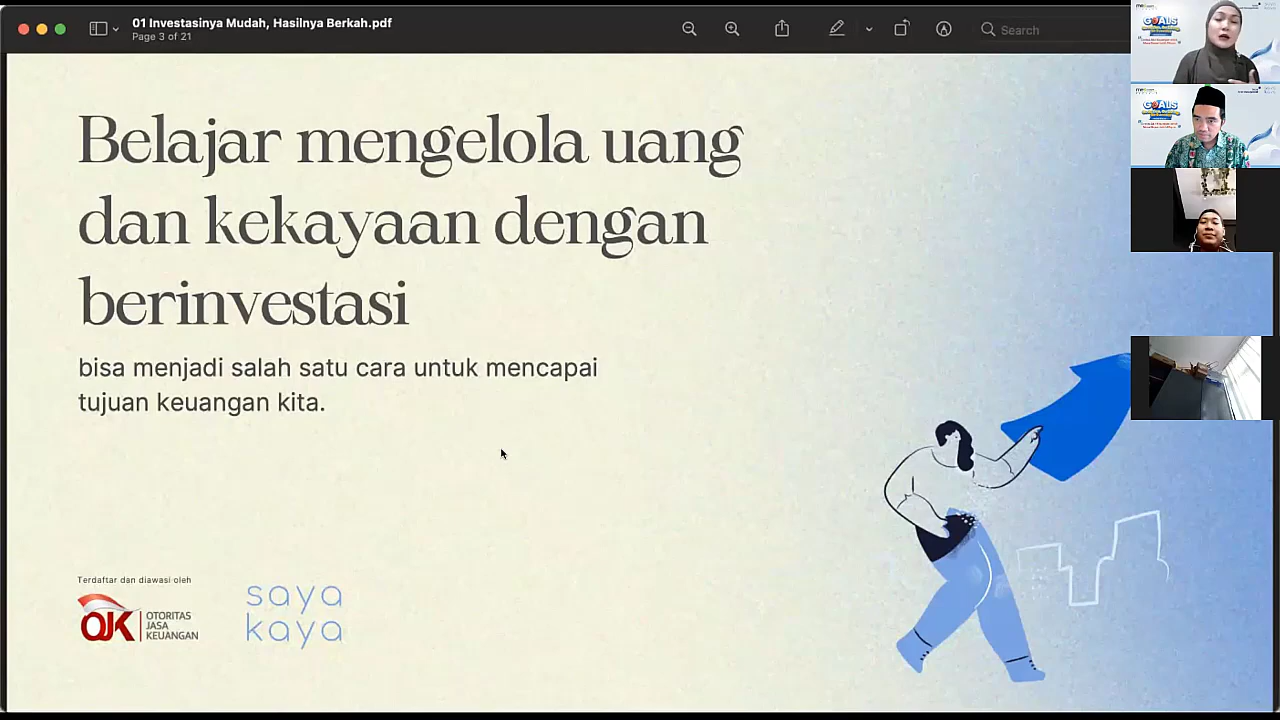 01 Investasinya Mudah, Hasilnya Berkah.pdf
Page 3 of 21
Search
Belajar mengelola uang
dan kekayaan dengan
berinvestasi
bisa menjadi salah satu cara untuk mencapai
tujuan keuangan kita.
Terdaftar dan diawasi oleh
OJK
OTORITAS
JASA
KEUANGAN
saya
kaya
GOALS
GOALS